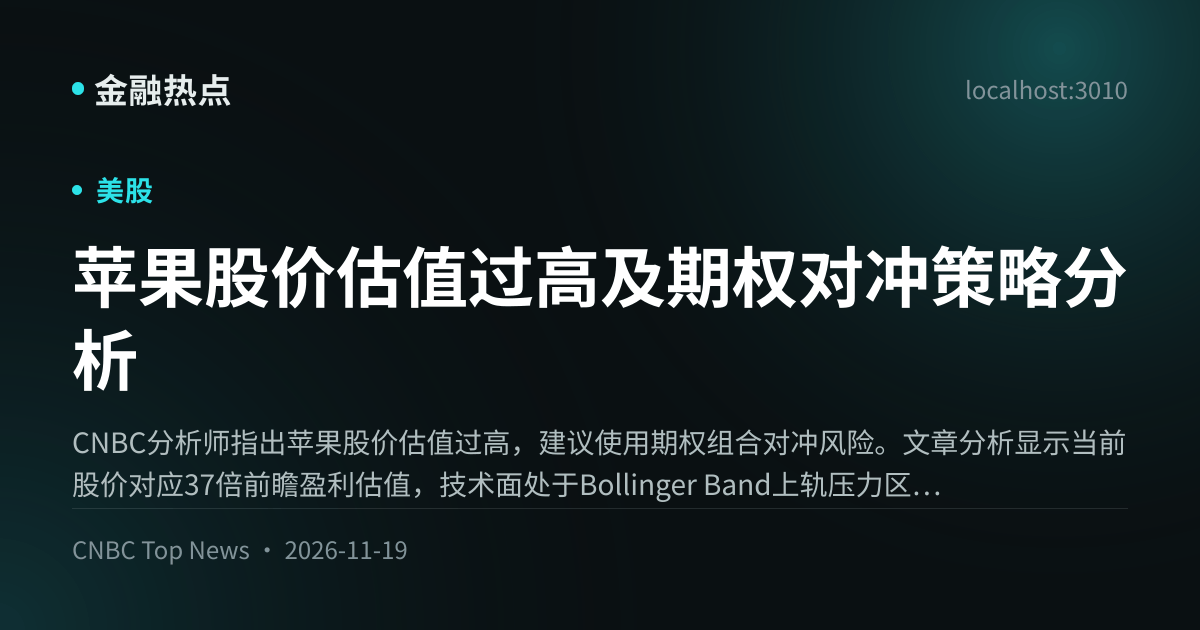 金融热点
localhost:3010
美股
苹果股价估值过高及期权对冲策略分
析
CNBC分析师指出苹果股价估值过高，建议使用期权组合对冲风险。文章分析显示当前
股价对应37倍前瞻盈利估值，技术面处于Bollinger Band上轨压力区…
CNBC Top News • 2026-11-19